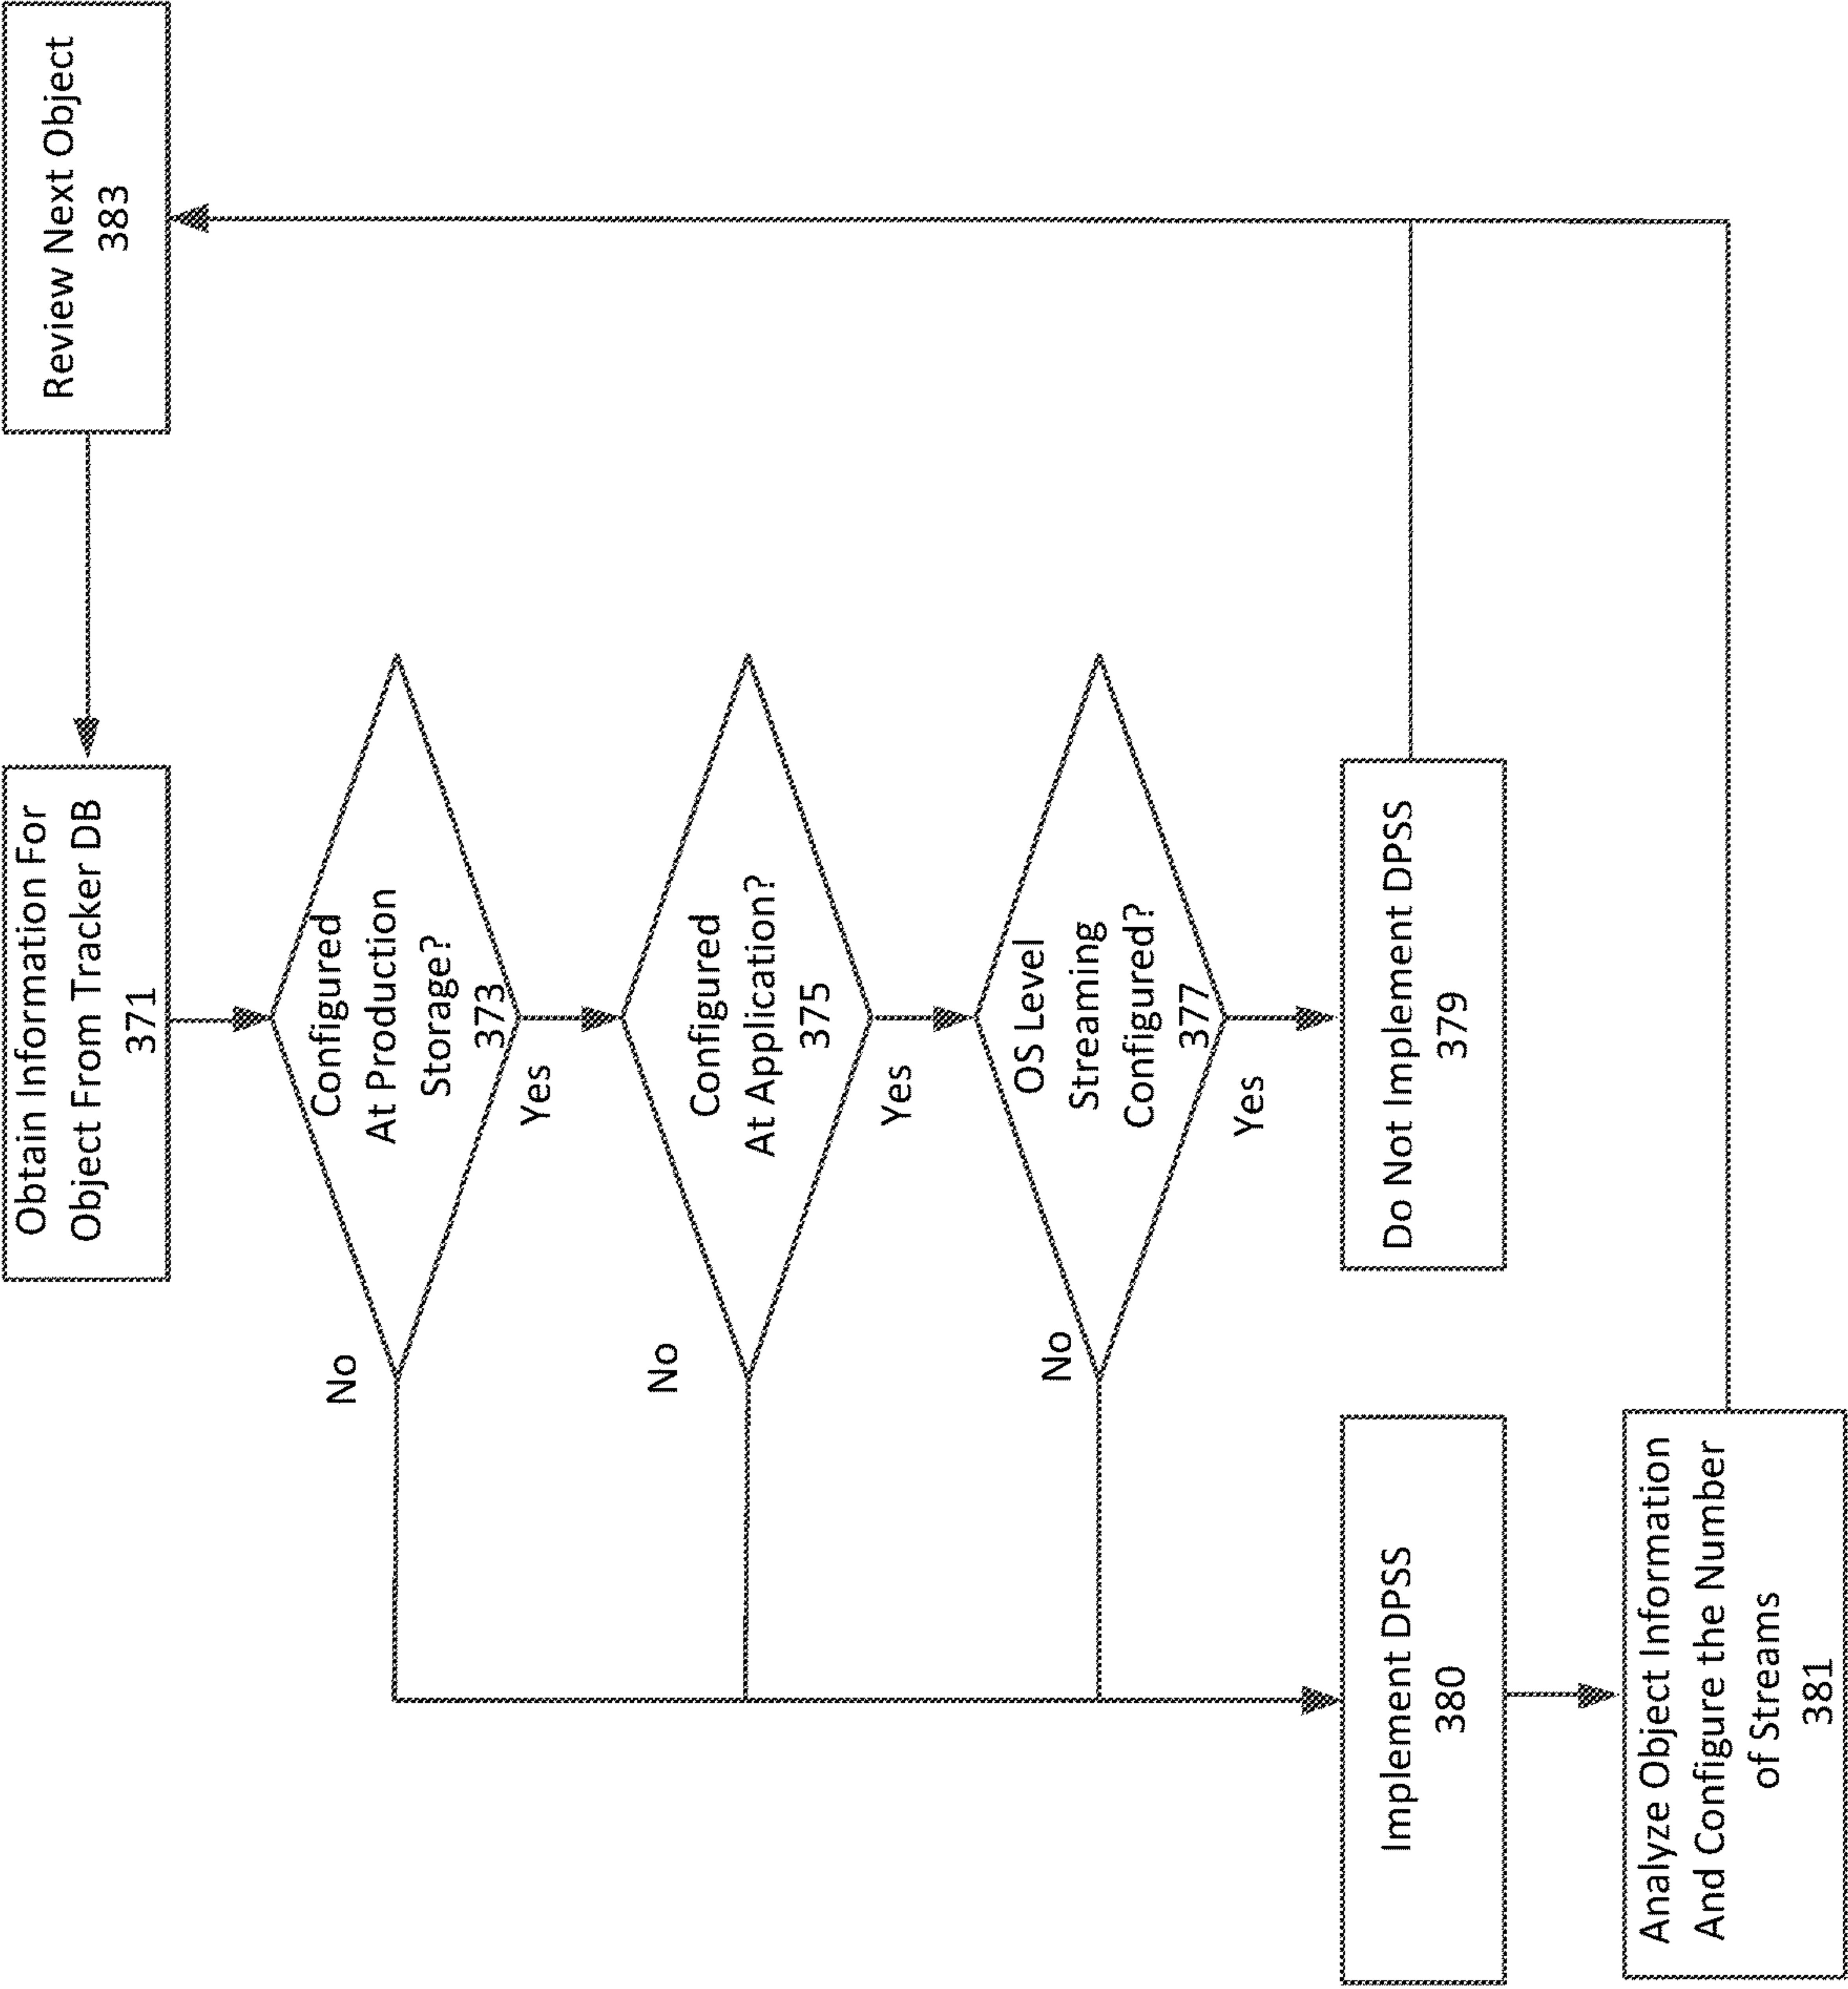 Obtain Information For
Object From Tracker DB
371
Review Next Object
383
Configured
At Production
Storage?
373
No
Yes
Configured
At Application?
375
No
Yes
OS Level
Streaming
Configured?
377
No
Yes
Implement DPSS
380
Do Not Implement DPSS
379
Analyze Object Information
And Configure the Number
of Streams
381